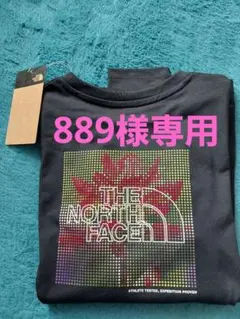 889様専用
THE
NORTH
FACE
ATHLETE TESTED, EXPEDITION PROVEN